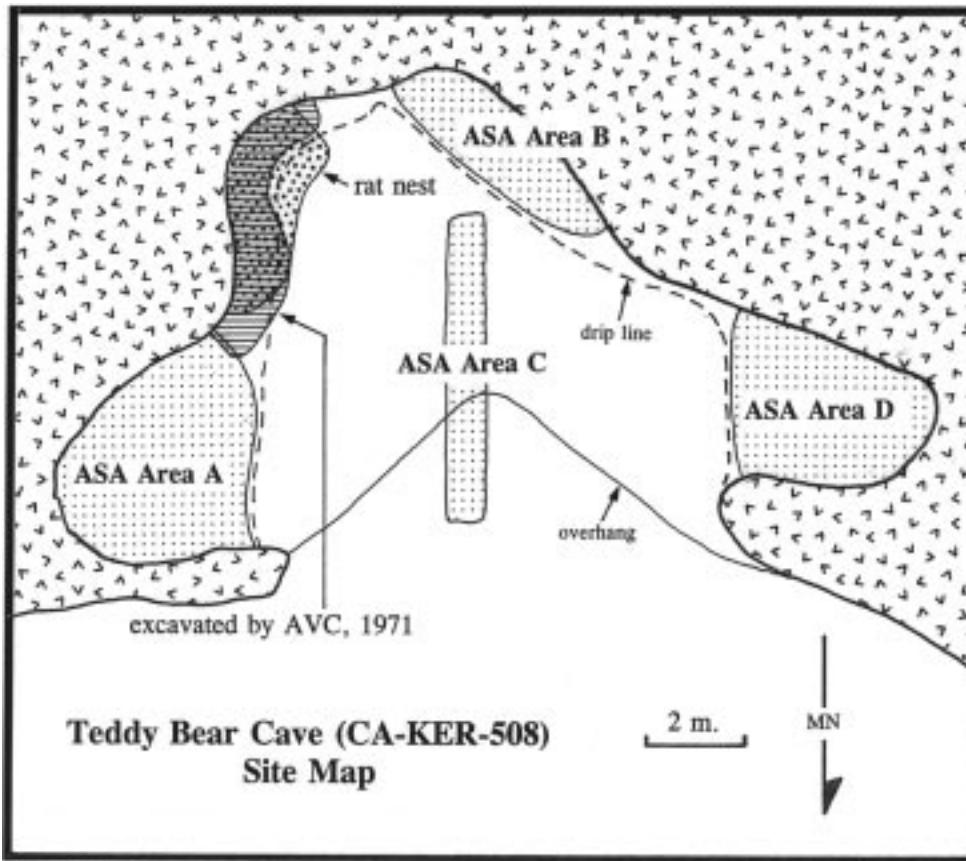 ASA Area B
rat nest
drip line
ASA Area C
ASA Area D
ASA Area A
overhang
excavated by AVC, 1971
Teddy Bear Cave (CA-KER-508)
Site Map
2 m.
MN